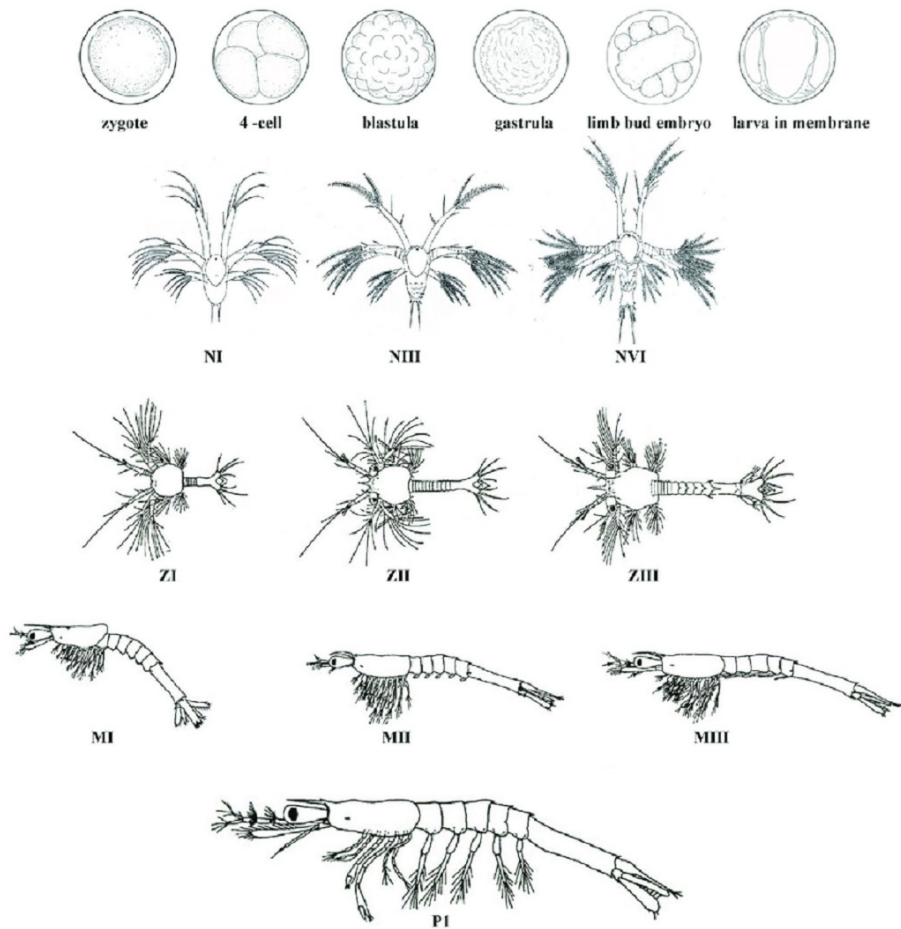 zygote 4 -cell blastula gastrula limb bud embryo larva in membrane
NI NIII NVI
ZI ZII ZIII
MI MII MIII
P1